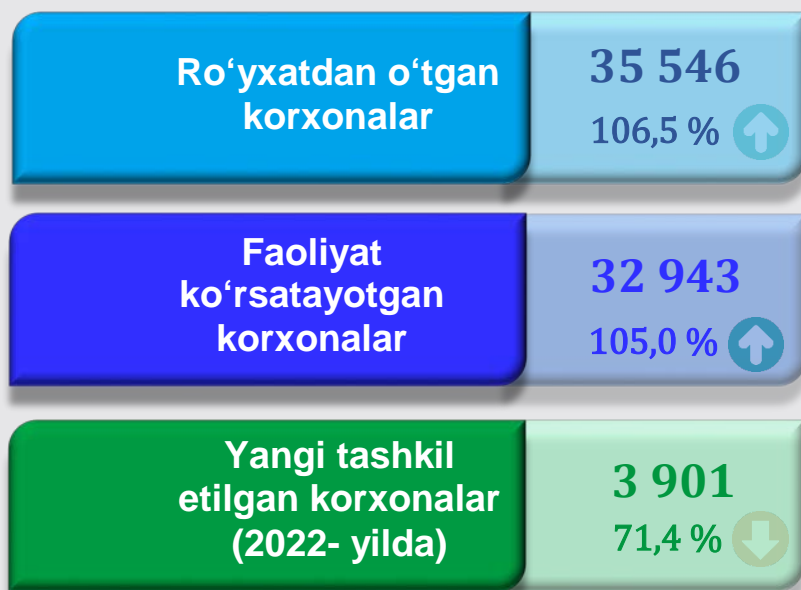 Ro‘yxatdan o‘tgan
korxonalar
35 546
106,5 %
Faoliyat
ko‘rsatayotgan
korxonalar
32 943
105,0 %
Yangi tashkil
etilgan korxonalar
(2022- yilda)
3 901
71,4 %